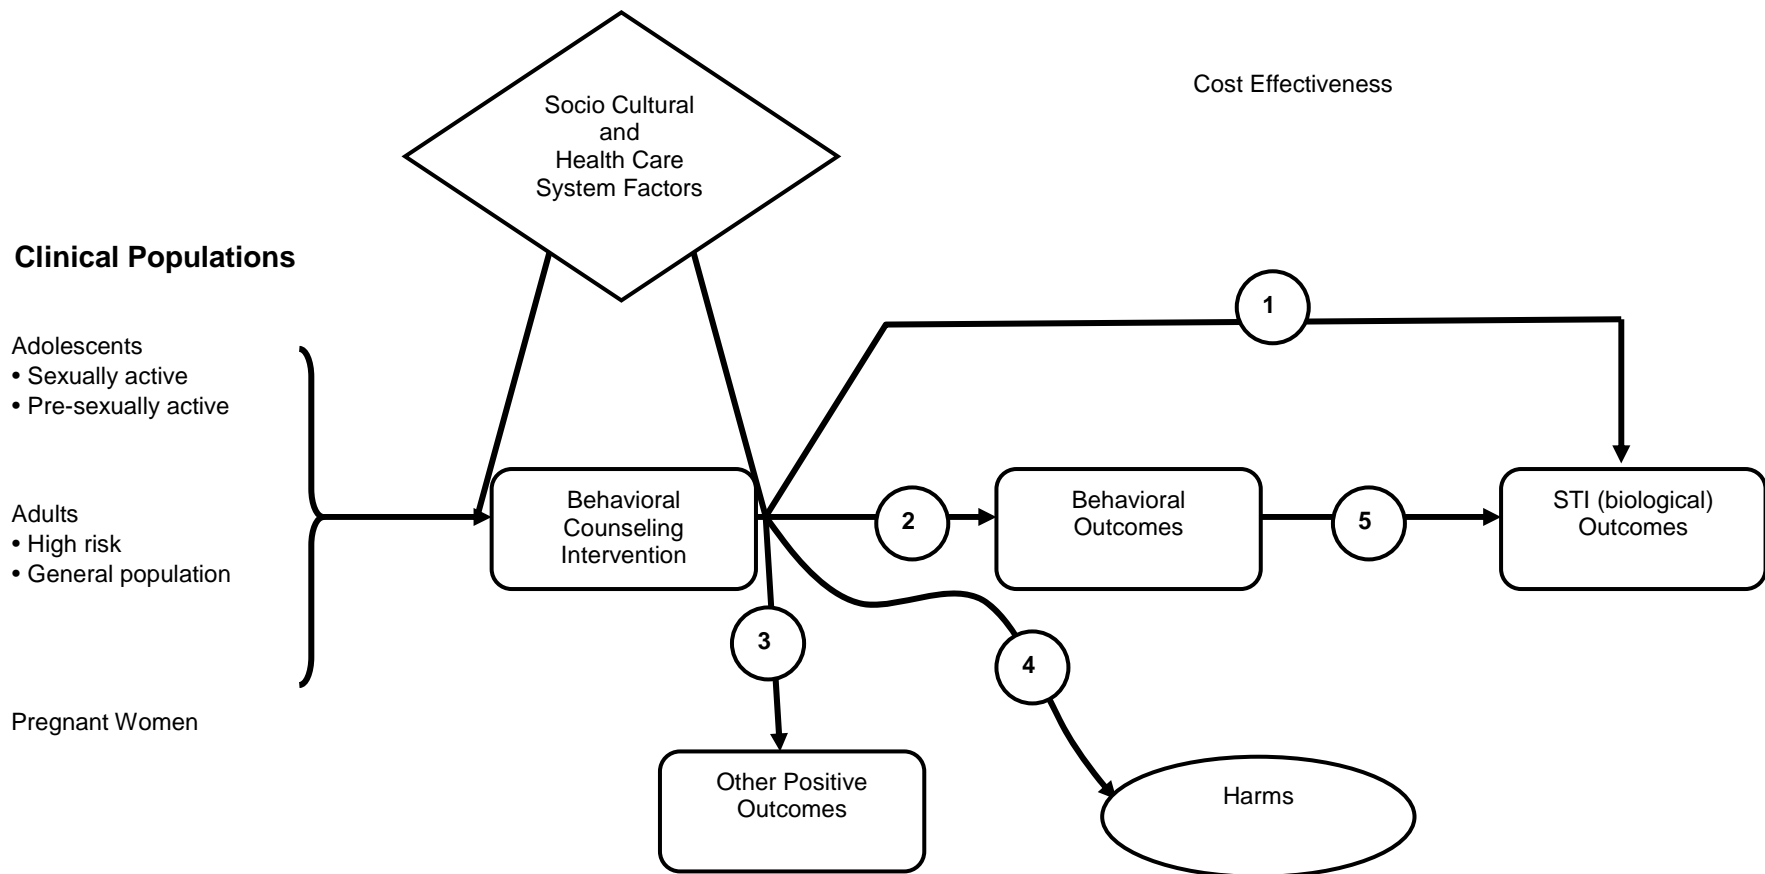 Socio Cultural
and
Health Care
System Factors
Cost Effectiveness
Clinical Populations
Adolescents
• Sexually active
• Pre-sexually active
Adults
• High risk
• General population
Pregnant Women
Behavioral
Counseling
Intervention
1
2
Behavioral
Outcomes
5
STI (biological)
Outcomes
3
4
Other Positive
Outcomes
Harms